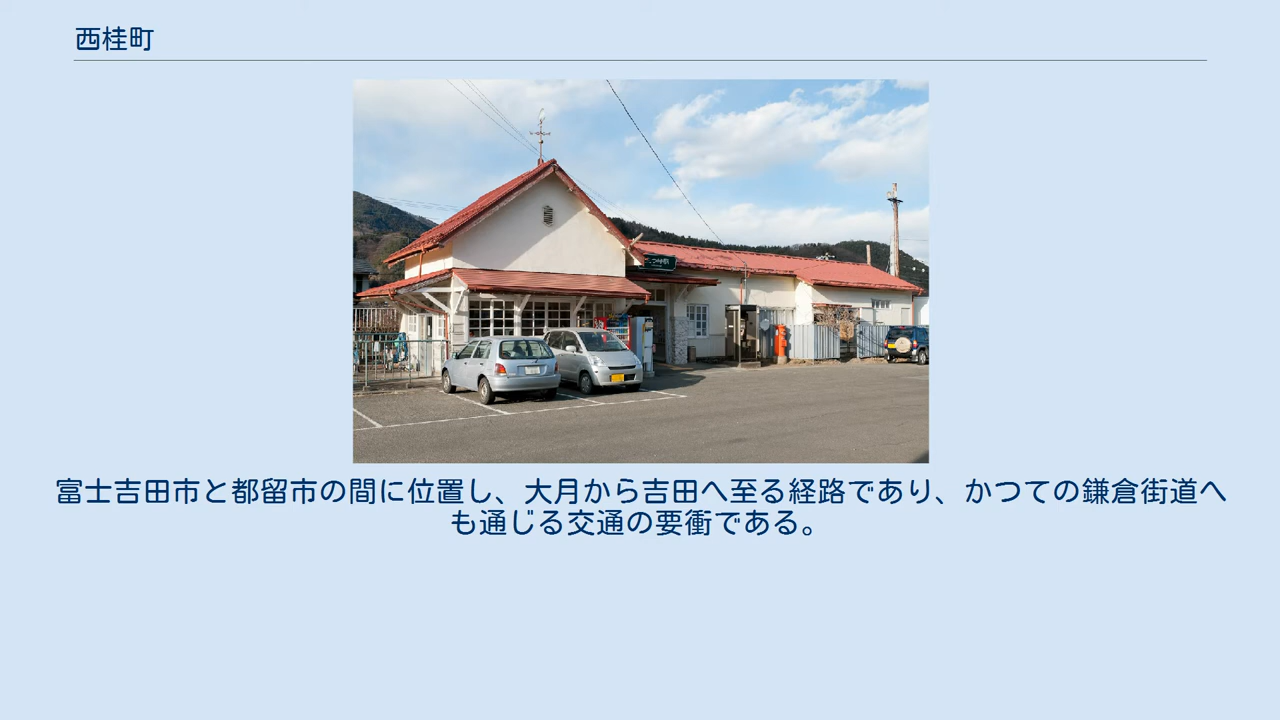 西桂町
富士吉田市と都留市の間に位置し、大月から吉田へ至る経路であり、かつての鎌倉街道へ
も通じる交通の要衝である。